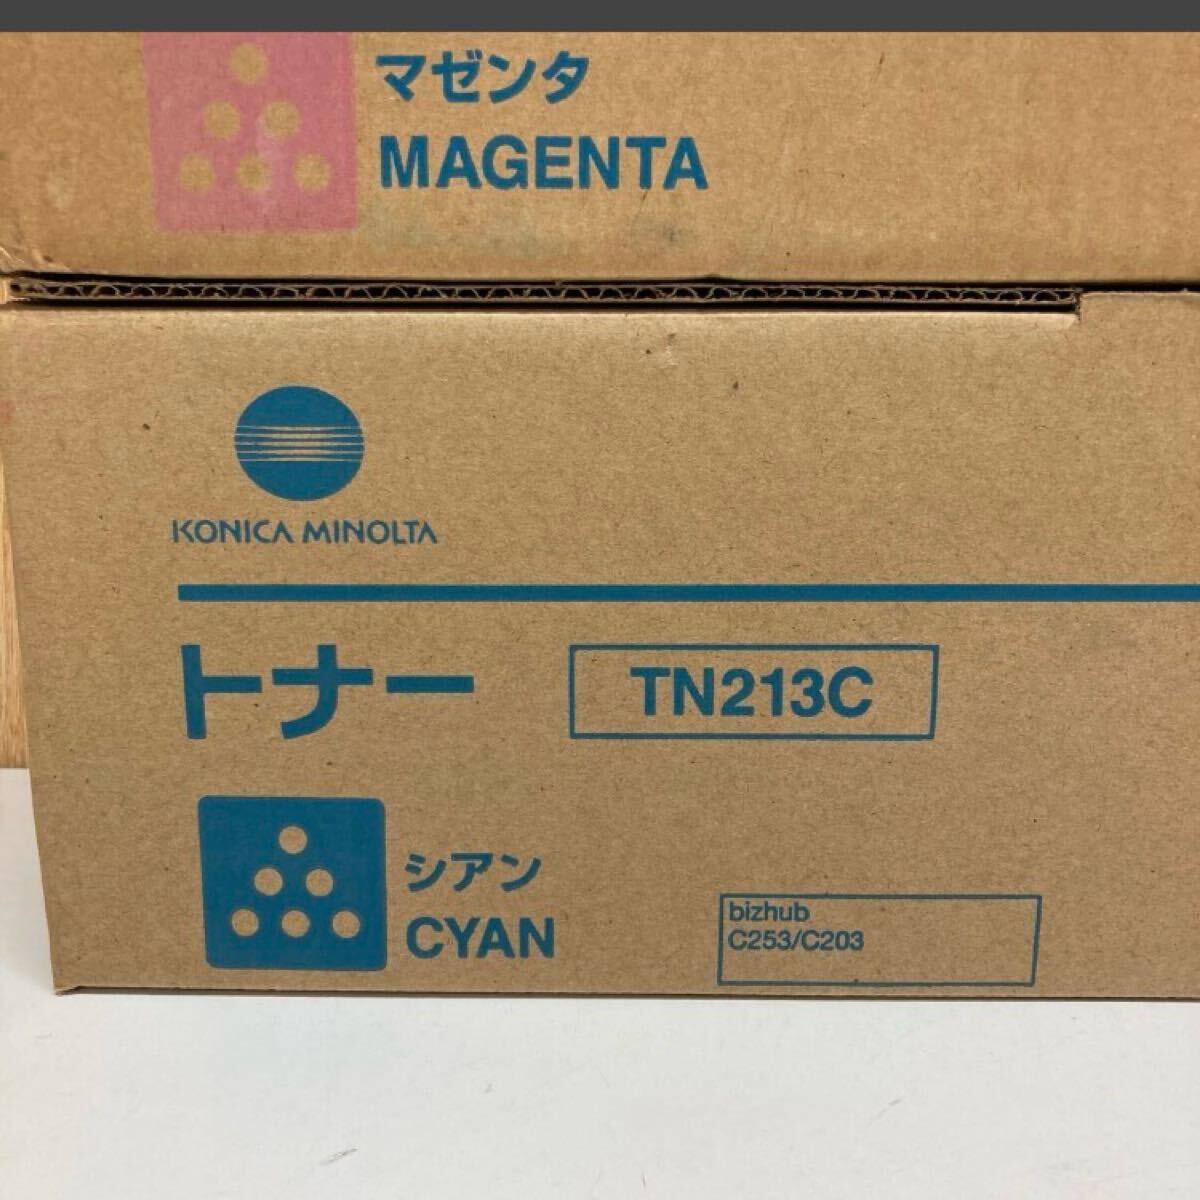 マゼンタ
MAGENTA
KONICA MINOLTA
トナー
TN213C
シアン
CYAN
bizhub
C253/C203